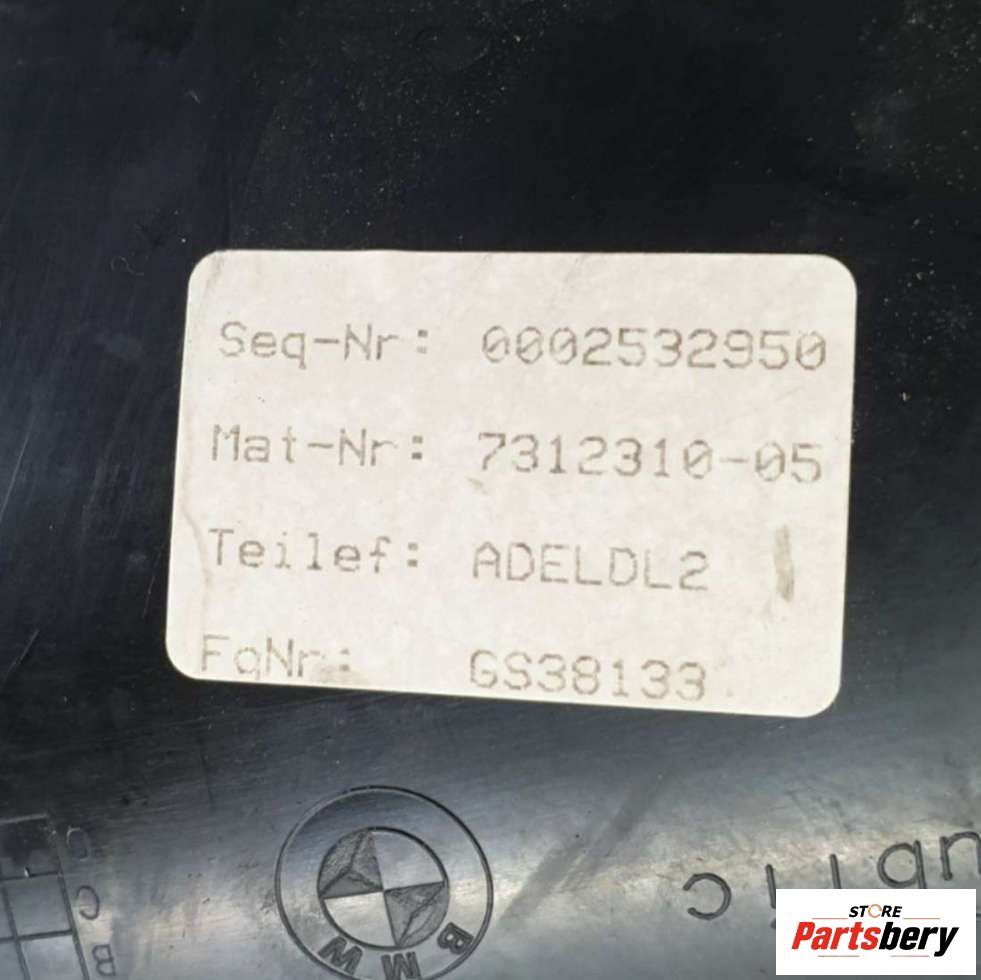 Seq-Nr: 0002532950
Mat-Nr: 7312310-05
Teilef: ADELDL2
FgNr: GS38133
BMW
C
B
STORE
Partsbery